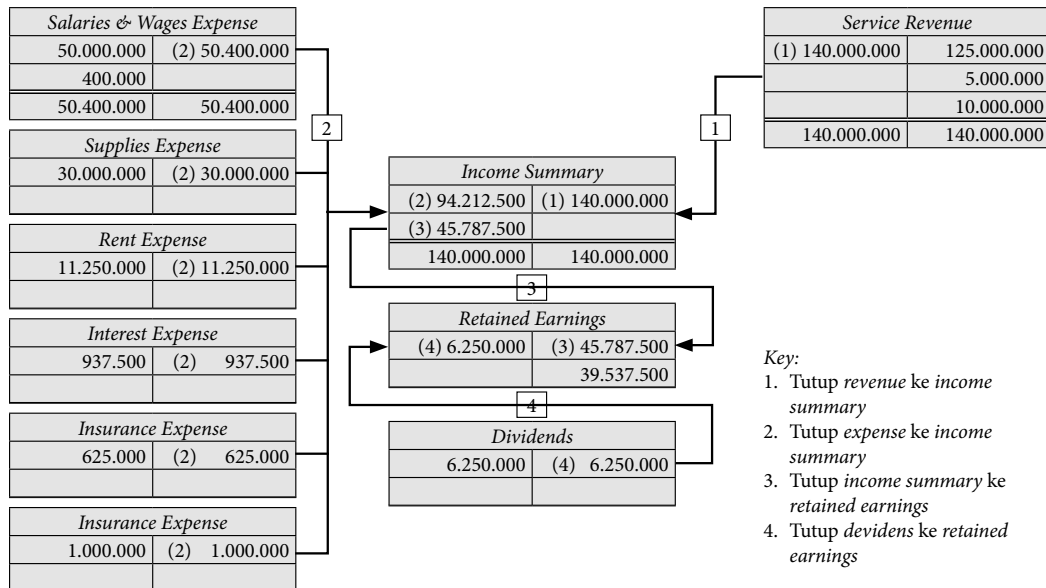 Salaries & Wages Expense
50.000.000 (2) 50.400.000
400.000
50.400.000 50.400.000
Supplies Expense
30.000.000 (2) 30.000.000
Rent Expense
11.250.000 (2) 11.250.000
Interest Expense
937.500 (2) 937.500
Insurance Expense
625.000 (2) 625.000
Insurance Expense
1.000.000 (2) 1.000.000
2
Income Summary
(2) 94.212.500 (1) 140.000.000
(3) 45.787.500
140.000.000 140.000.000
3
Retained Earnings
(4) 6.250.000 (3) 45.787.500
39.537.500
4
Dividends
6.250.000 (4) 6.250.000
1
Service Revenue
(1) 140.000.000 125.000.000
5.000.000
10.000.000
140.000.000 140.000.000
Key:
1. Tutup revenue ke income
summary
2. Tutup expense ke income
summary
3. Tutup income summary ke
retained earnings
4. Tutup devidens ke retained
earnings